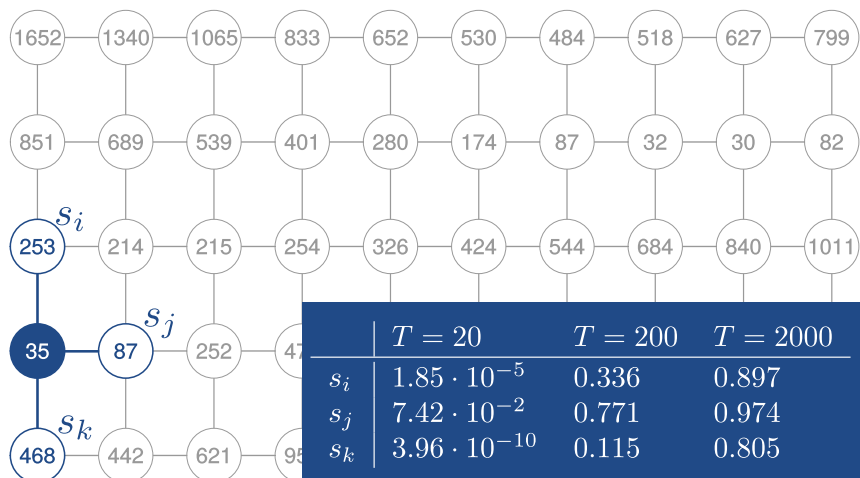 1652 1340 1065 833 652 530 484 518 627 799
851 689 539 401 280 174 87 32 30 82
s_i
253 214 215 254 326 424 544 684 840 1011
s_j
35 87 252 47
s_k
468 442 621 95
T = 20 T = 200 T = 2000
s_i 1.85 · 10^{-5} 0.336 0.897
s_j 7.42 · 10^{-2} 0.771 0.974
s_k 3.96 · 10^{-10} 0.115 0.805